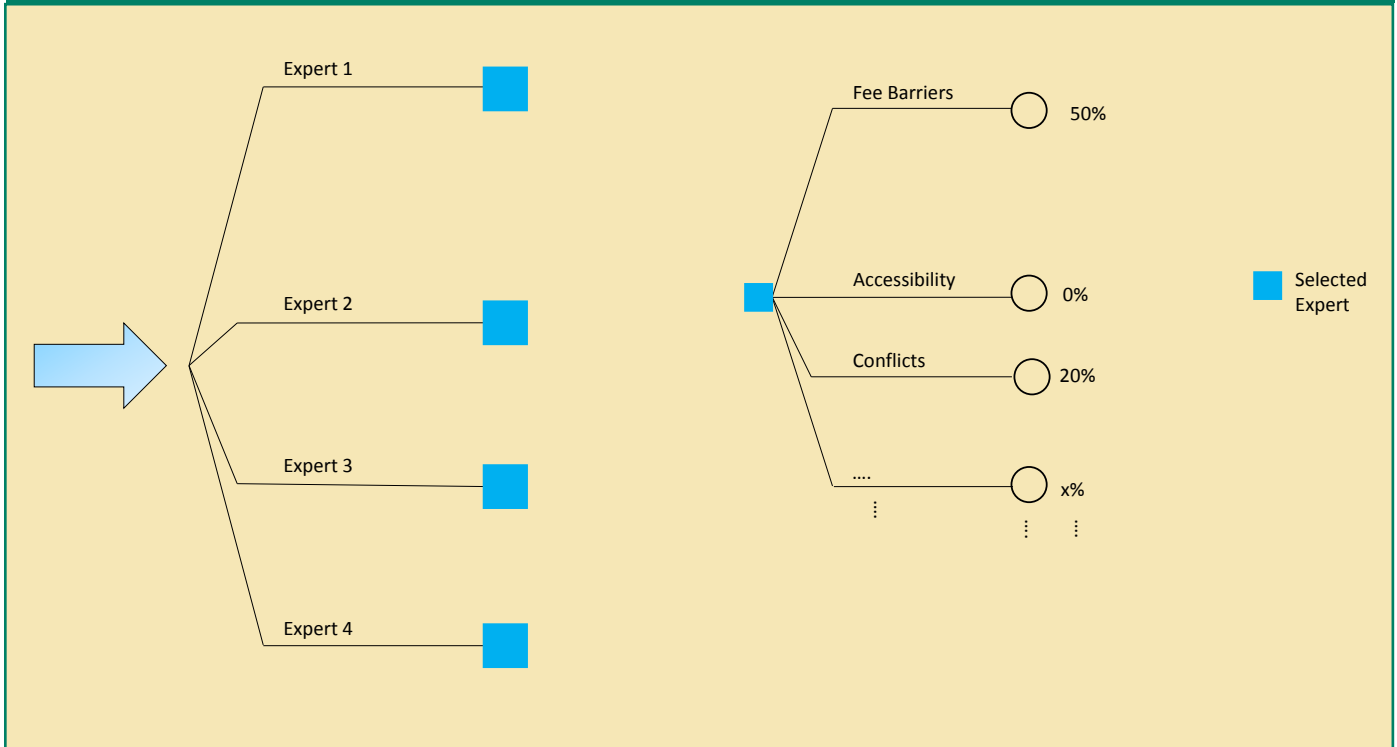 Expert 1
Expert 2
Expert 3
Expert 4
Fee Barriers
50%
Accessibility
0%
Conflicts
20%
....
x%
Selected
Expert